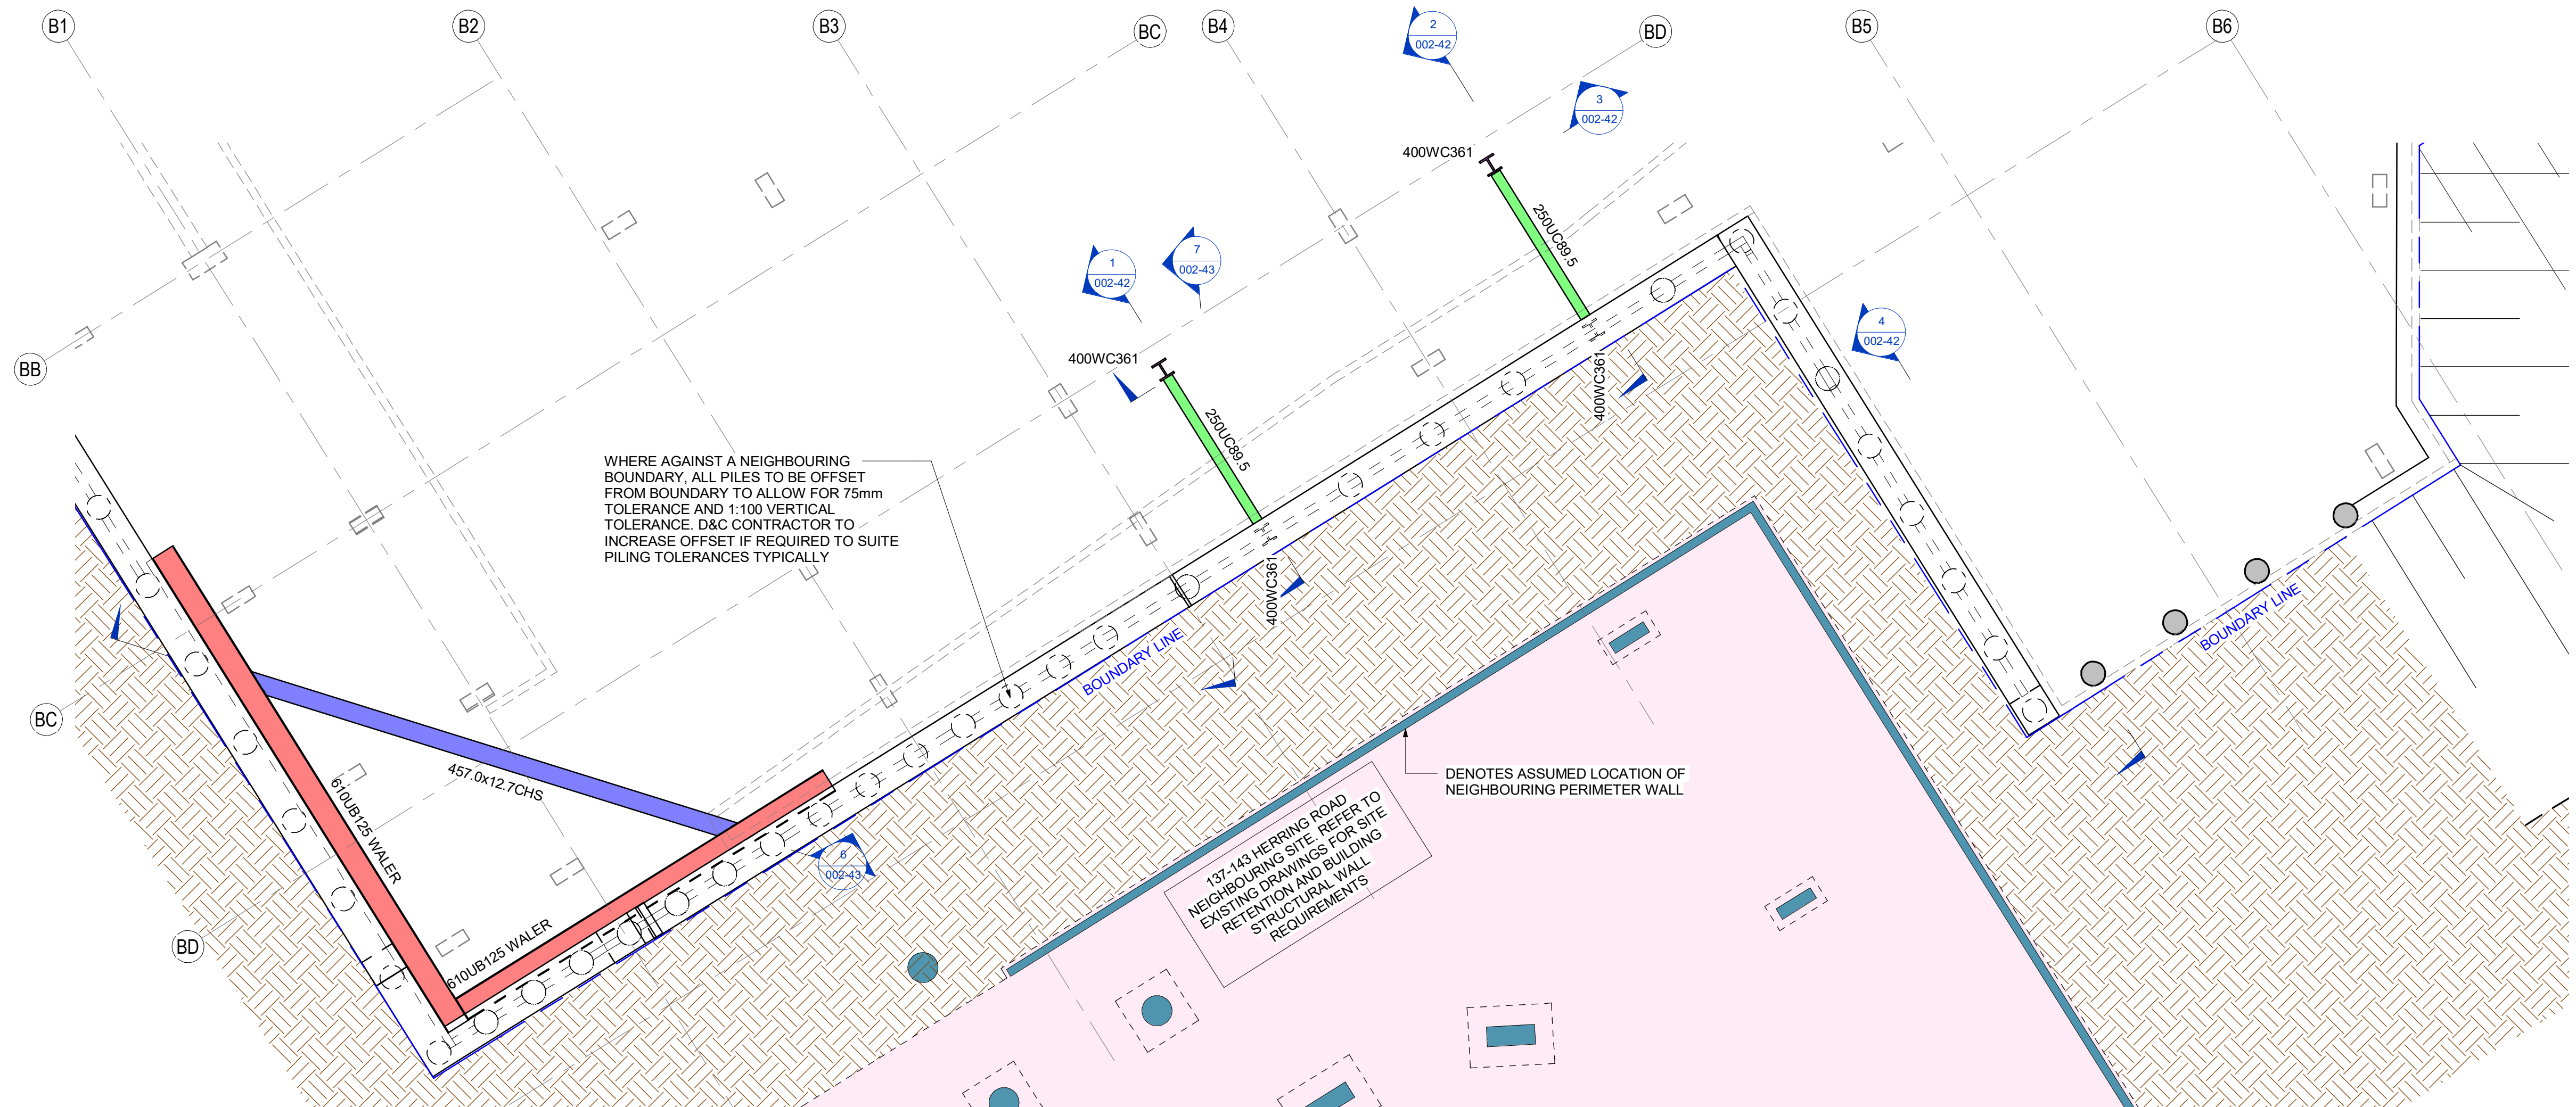 B1
B2
B3
BC
B4
BD
B5
B6
2
002-42
3
002-42
400WC361
250UC89.5
1
002-42
7
002-43
4
002-42
400WC361
250UC89.5
400WC361
400WC361
BB
BC
BD
WHERE AGAINST A NEIGHBOURING
BOUNDARY, ALL PILES TO BE OFFSET
FROM BOUNDARY TO ALLOW FOR 75mm
TOLERANCE AND 1:100 VERTICAL
TOLERANCE. D&C CONTRACTOR TO
INCREASE OFFSET IF REQUIRED TO SUITE
PILING TOLERANCES TYPICALLY
BOUNDARY LINE
BOUNDARY LINE
457.0x12.7CHS
610UB125 WALER
610UB125 WALER
6
002-43
DENOTES ASSUMED LOCATION OF
NEIGHBOURING PERIMETER WALL
137-143 HERRING ROAD
NEIGHBOURING SITE. REFER TO
EXISTING DRAWINGS FOR SITE
RETENTION AND BUILDING
STRUCTURAL WALL
REQUIREMENTS